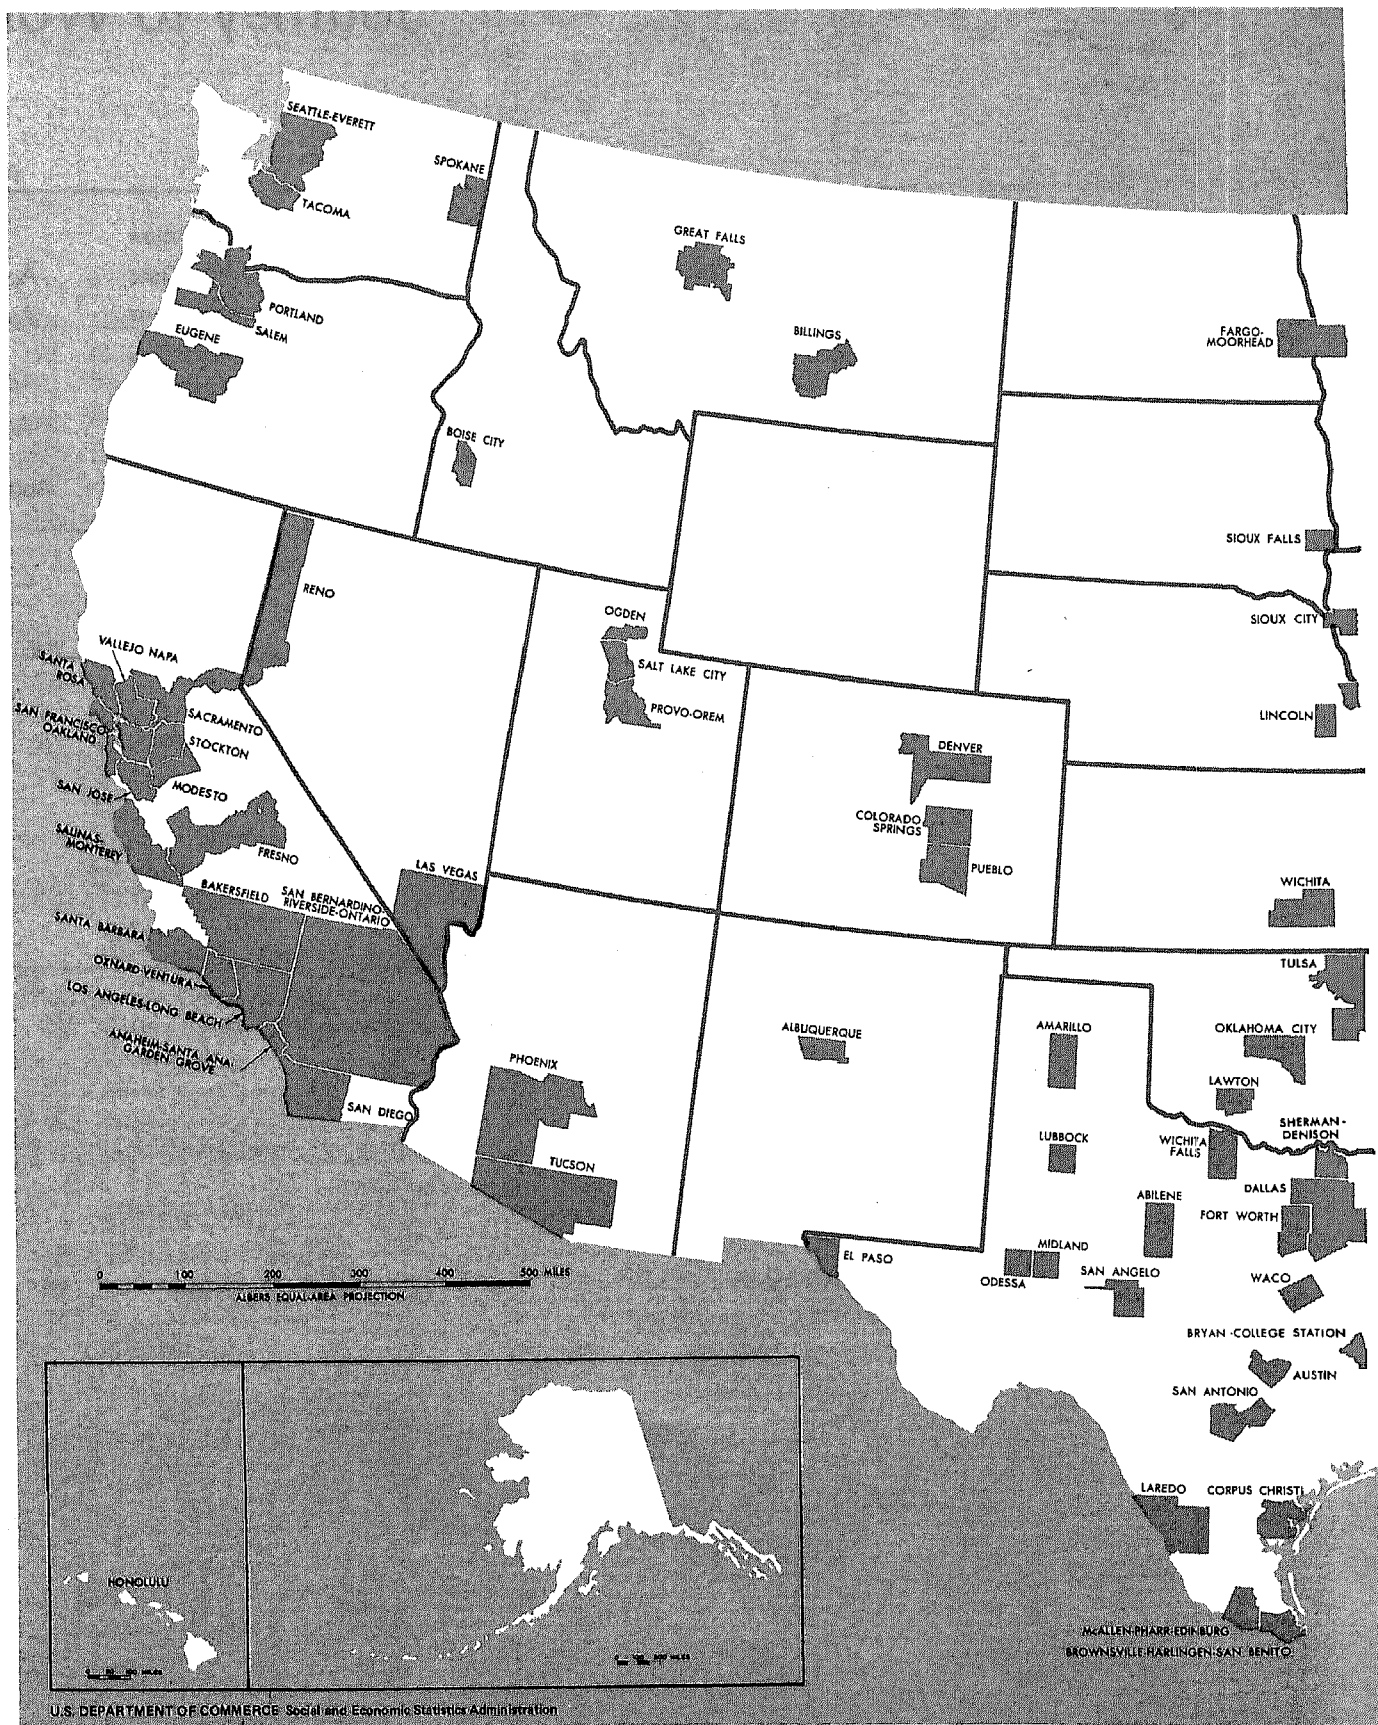 SEATTLE-EVERETT
SPOKANE
TACOMA
GREAT FALLS
PORTLAND
SALEM
EUGENE
BILLINGS
FARGO-
MOORHEAD
BOISE CITY
SIOUX FALLS
RENO
OGDEN
SIOUX CITY
VALLEJO NAPA
SANTA
ROSA
SALT LAKE CITY
SAN FRANCISCO-
OAKLAND
SACRAMENTO
PROVO-OREM
LINCOLN
STOCKTON
DENVER
SAN JOSE
MODESTO
COLORADO
SPRINGS
SALINAS-
MONTEREY
FRESNO
LAS VEGAS
PUEBLO
BAKERSFIELD
SAN BERNARDINO-
RIVERSIDE-ONTARIO
WICHITA
SANTA BARBARA
OXNARD-VENTURA
TULSA
LOS ANGELES-LONG BEACH
ANAHEIM-SANTA ANA-
GARDEN GROVE
ALBUQUERQUE
AMARILLO
OKLAHOMA CITY
PHOENIX
LAWTON
SAN DIEGO
LUBBOCK
WICHITA
FALLS
SHERMAN-
DENISON
TUCSON
ABILENE
DALLAS
FORT WORTH
EL PASO
MIDLAND
ODESSA
SAN ANGELO
WACO
0 100 200 300 400 500 MILES
ALBERS EQUAL-AREA PROJECTION
BRYAN-COLLEGE STATION
AUSTIN
SAN ANTONIO
LAREDO
CORPUS CHRISTI
HONOLULU
McALLEN-PHARR-EDINBURG
BROWNSVILLE-HARLINGEN-SAN BENITO
U.S. DEPARTMENT OF COMMERCE Social and Economic Statistics Administration